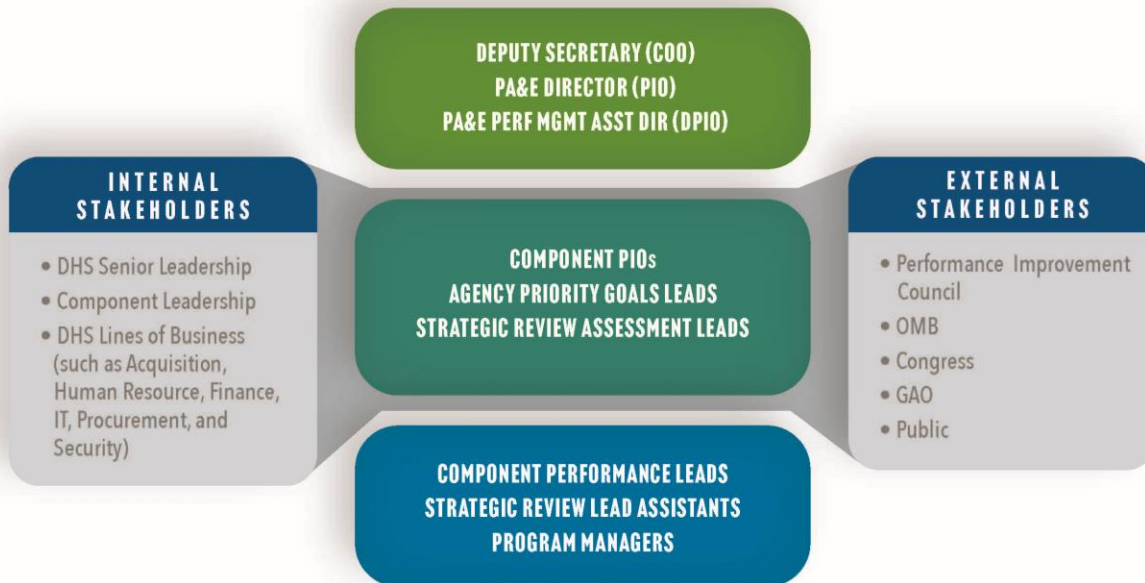 DEPUTY SECRETARY (COO)
PA&E DIRECTOR (PIO)
PA&E PERF MGMT ASST DIR (DPIO)
INTERNAL
STAKEHOLDERS
• DHS Senior Leadership
• Component Leadership
• DHS Lines of Business
(such as Acquisition,
Human Resource, Finance,
IT, Procurement, and
Security)
COMPONENT PIOs
AGENCY PRIORITY GOALS LEADS
STRATEGIC REVIEW ASSESSMENT LEADS
EXTERNAL
STAKEHOLDERS
• Performance Improvement
Council
• OMB
• Congress
• GAO
• Public
COMPONENT PERFORMANCE LEADS
STRATEGIC REVIEW LEAD ASSISTANTS
PROGRAM MANAGERS